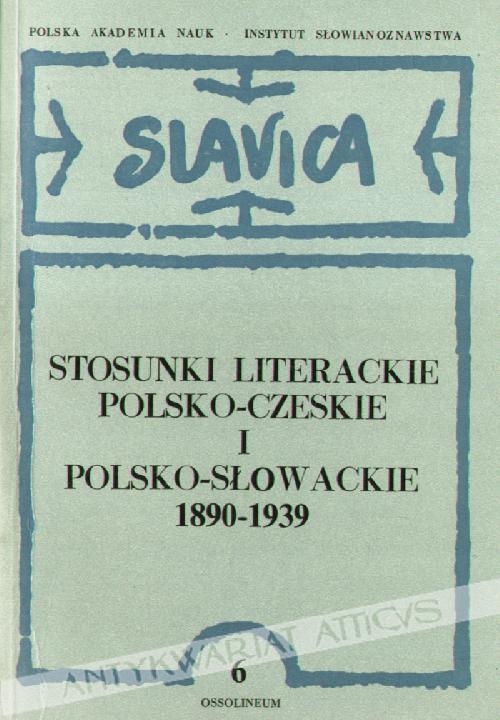 POLSKA AKADEMIA NAUK · INSTYTUT SŁOWIANOZNAWSTWA
SLAVICA
STOSUNKI LITERACKIE
POLSKO-CZESKIE
I
POLSKO-SŁOWACKIE
1890-1939
ANTYKWARIAT ATTICVS
6
OSSOLINEUM